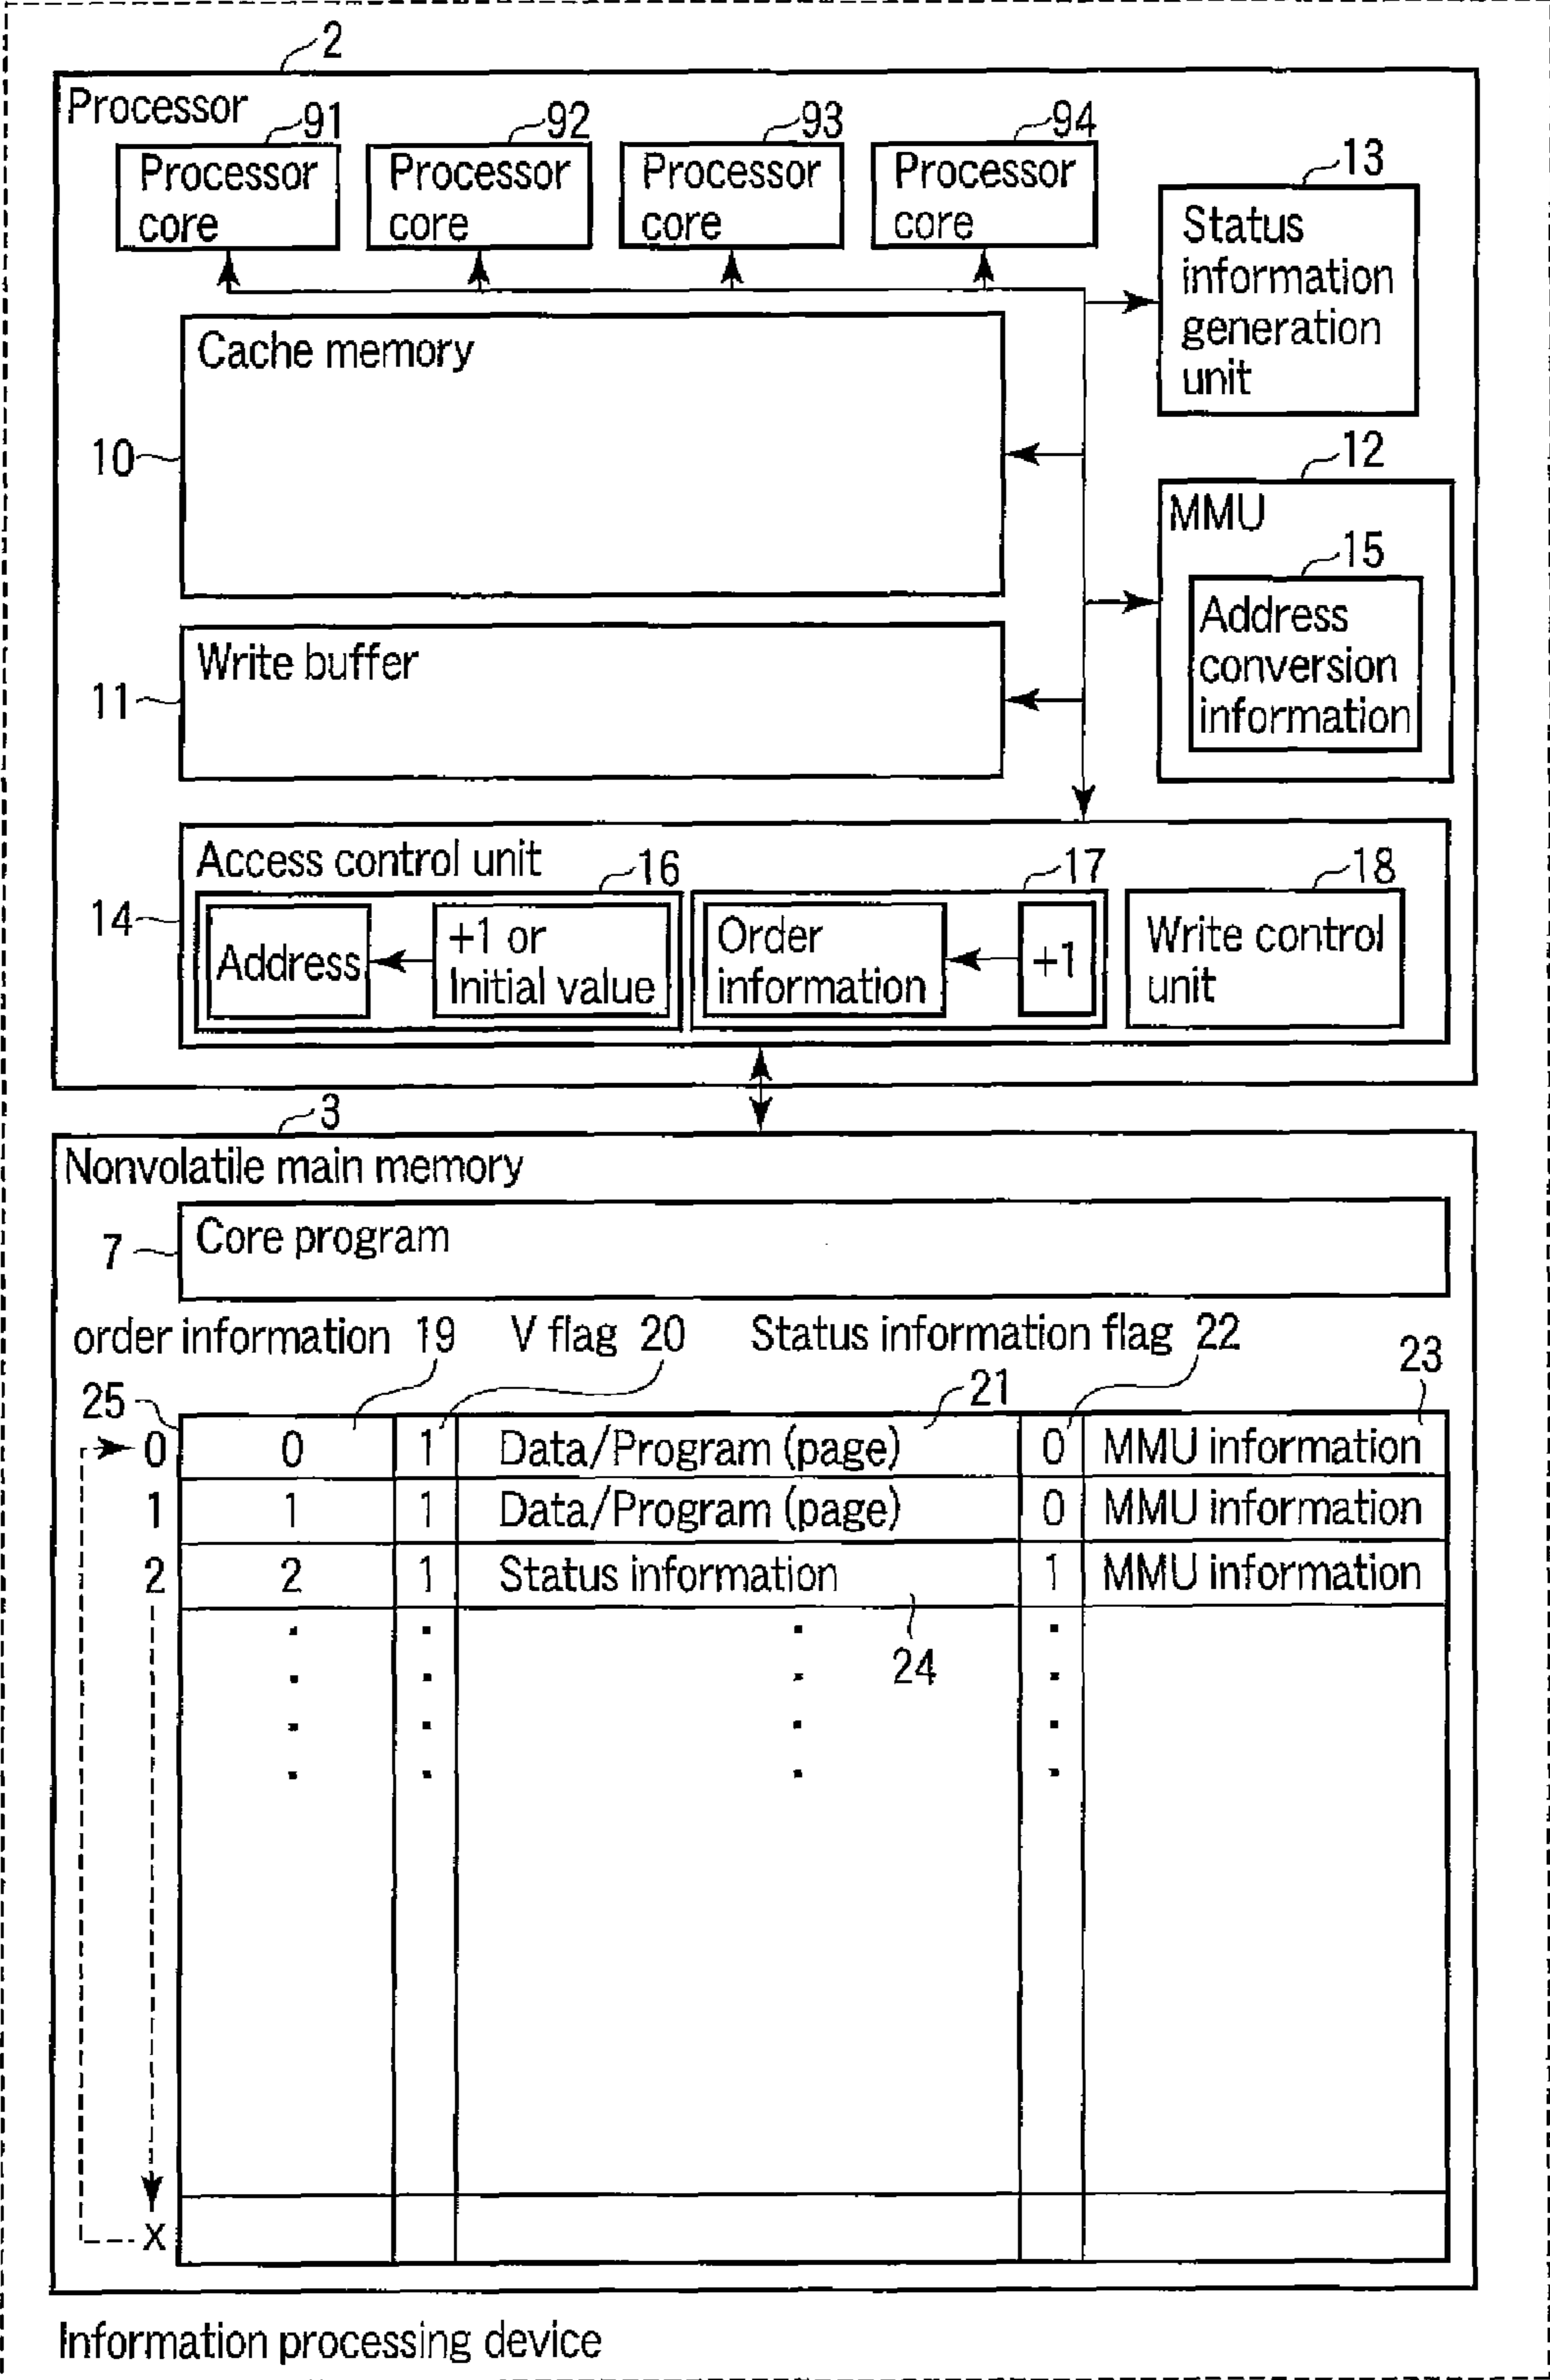 2
Processor
91
92
93
94
Processor
core
Processor
core
Processor
core
Processor
core
13
Status
information
generation
unit
Cache memory
10
12
MMU
15
Address
conversion
information
Write buffer
11
Access control unit
16
17
18
14
Address
+1 or
Initial value
Order
information
+1
Write control
unit
3
Nonvolatile main memory
7
Core program
order information 19 V flag 20 Status information flag 22
23
25
21
0 0 1 Data/Program (page) 0 MMU information
1 1 1 Data/Program (page) 0 MMU information
2 2 1 Status information 1 MMU information
24
X
Information processing device